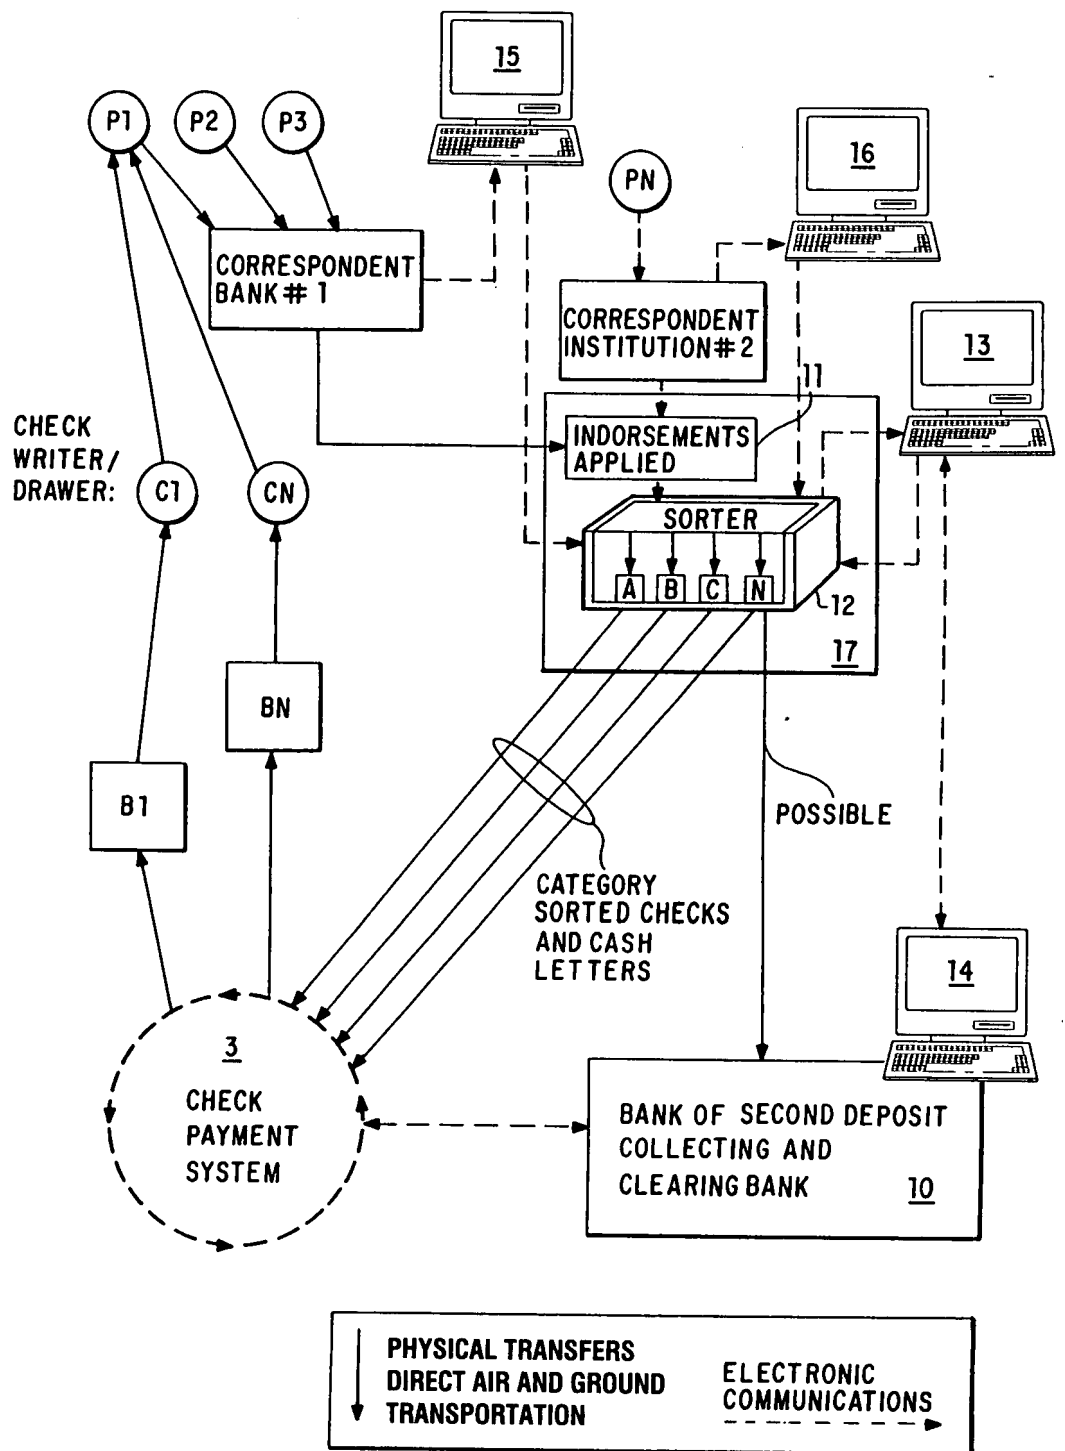 15
P1
P2
P3
16
PN
CORRESPONDENT
BANK # 1
CORRESPONDENT
INSTITUTION # 2
13
11
CHECK
WRITER/
DRAWER:
C1
CN
INDORSEMENTS
APPLIED
SORTER
A B C N
12
17
BN
B1
POSSIBLE
CATEGORY
SORTED CHECKS
AND CASH
LETTERS
14
3
CHECK
PAYMENT
SYSTEM
BANK OF SECOND DEPOSIT
COLLECTING AND
CLEARING BANK
10
PHYSICAL TRANSFERS
DIRECT AIR AND GROUND
TRANSPORTATION
ELECTRONIC
COMMUNICATIONS